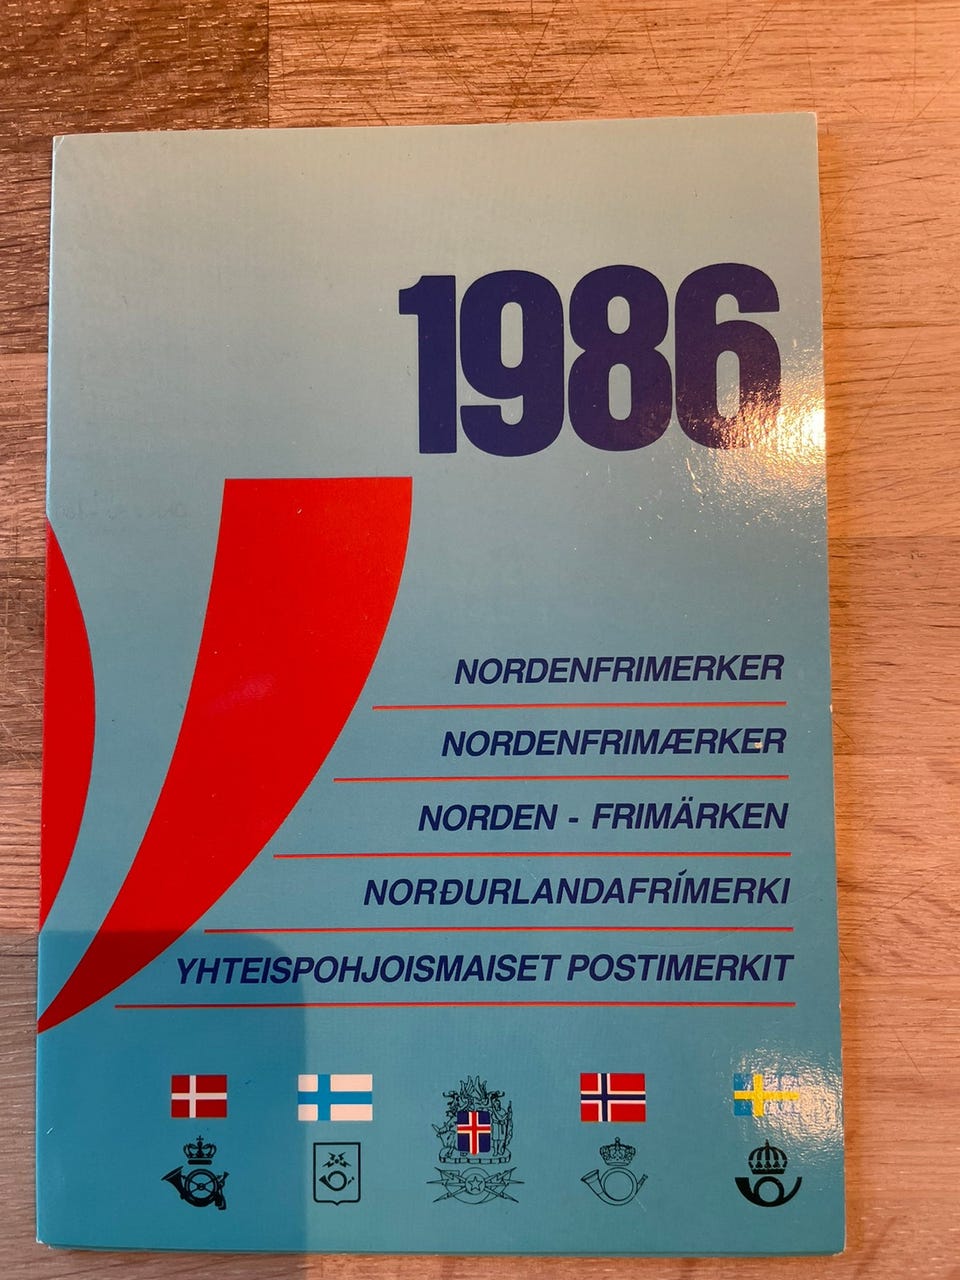 1986
NORDENFRIMERKER
NORDENFRIMÆRKER
NORDEN - FRIMÄRKEN
NORÐURLANDAFRÍMERKI
YHTEISPOHJOISMAISET POSTIMERKIT